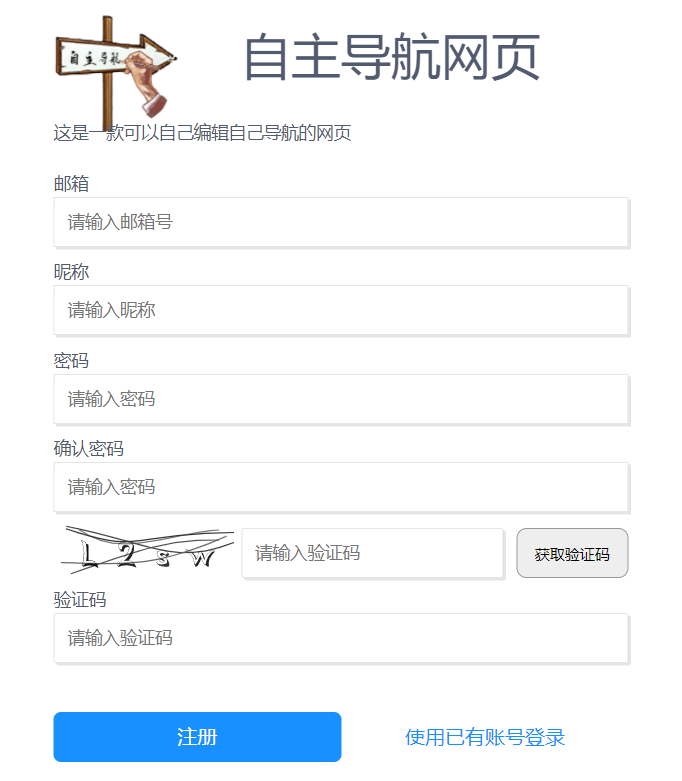 自主导航
自主导航网页
这是一款可以自己编辑自己导航的网页
邮箱
请输入邮箱号
昵称
请输入昵称
密码
请输入密码
确认密码
请输入密码
L2sw
请输入验证码
获取验证码
验证码
请输入验证码
注册
使用已有账号登录